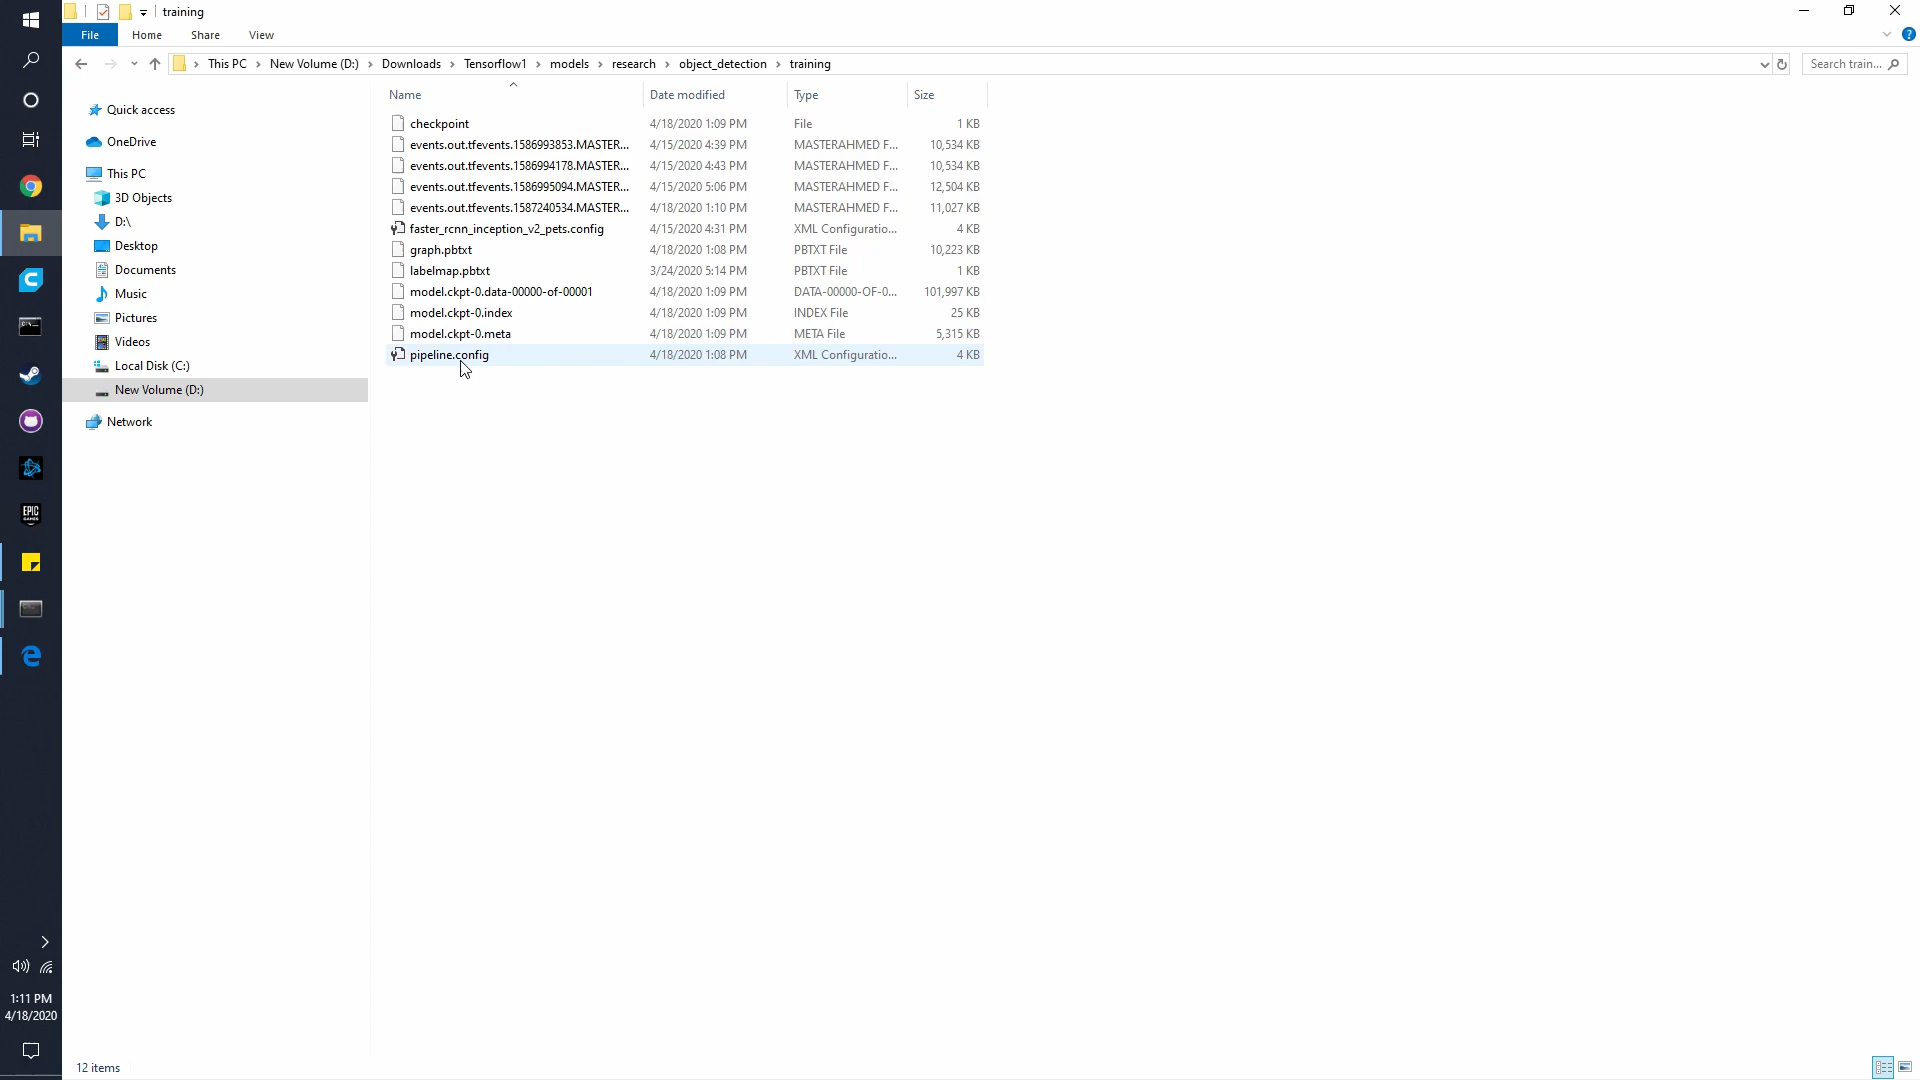 training
File Home Share View
This PC > New Volume (D:) > Downloads > Tensorflow1 > models > research > object_detection > training
Search train...
Name Date modified Type Size
Quick access
OneDrive
This PC
3D Objects
D:\
Desktop
Documents
Music
Pictures
Videos
Local Disk (C:)
New Volume (D:)
Network
checkpoint 4/18/2020 1:09 PM File 1 KB
events.out.tfevents.1586993853.MASTER... 4/15/2020 4:39 PM MASTERAHMED F... 10,534 KB
events.out.tfevents.1586994178.MASTER... 4/15/2020 4:43 PM MASTERAHMED F... 10,534 KB
events.out.tfevents.1586995094.MASTER... 4/15/2020 5:06 PM MASTERAHMED F... 12,504 KB
events.out.tfevents.1587240534.MASTER... 4/18/2020 1:10 PM MASTERAHMED F... 11,027 KB
faster_rcnn_inception_v2_pets.config 4/15/2020 4:31 PM XML Configuratio... 4 KB
graph.pbtxt 4/18/2020 1:08 PM PBTXT File 10,223 KB
labelmap.pbtxt 3/24/2020 5:14 PM PBTXT File 1 KB
model.ckpt-0.data-00000-of-00001 4/18/2020 1:09 PM DATA-00000-OF-0... 101,997 KB
model.ckpt-0.index 4/18/2020 1:09 PM INDEX File 25 KB
model.ckpt-0.meta 4/18/2020 1:09 PM META File 5,315 KB
pipeline.config 4/18/2020 1:08 PM XML Configuratio... 4 KB
EPIC
GAMES
1:11 PM
4/18/2020
12 items